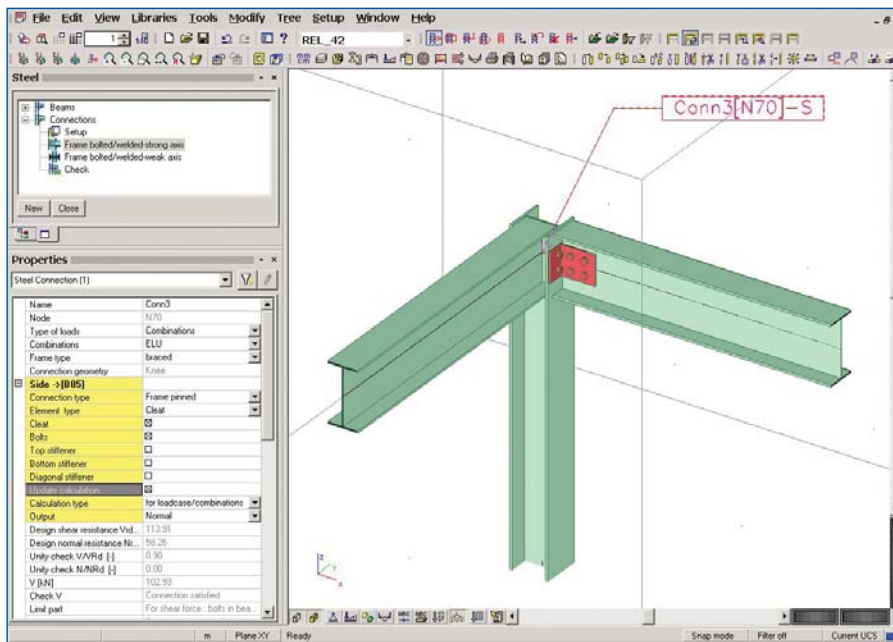 File Edit View Libraries Tools Modify Tree Setup Window Help
1
REL_42
Steel
Beams
Connections
Setup
Frame bolted/welded-strong axis
Frame bolted/welded-weak axis
Check
New Close
Properties
Steel Connection (1)
Name Conn3
Node N70
Type of loads Combinations
Combinations ELU
Frame type braced
Connection geometry Knee
Side ->[B85]
Connection type Frame pinned
Element type Cleat
Cleat
Bolts
Top stiffener
Bottom stiffener
Diagonal stiffener
Update calculation
Calculation type for loadcase/combinations
Output Normal
Design shear resistance Vrd... 113.91
Design normal resistance Nr... 58.26
Unity check V/VRd [-] 0.90
Unity check N/NRd [-] 0.00
V [kN] 102.93
Check V Connection satisfied
Limit part For shear force : bolts in bea...
Conn3[N70]-S
Z
Y
X
m Plane XY Ready Snap mode Filter off Current UCS